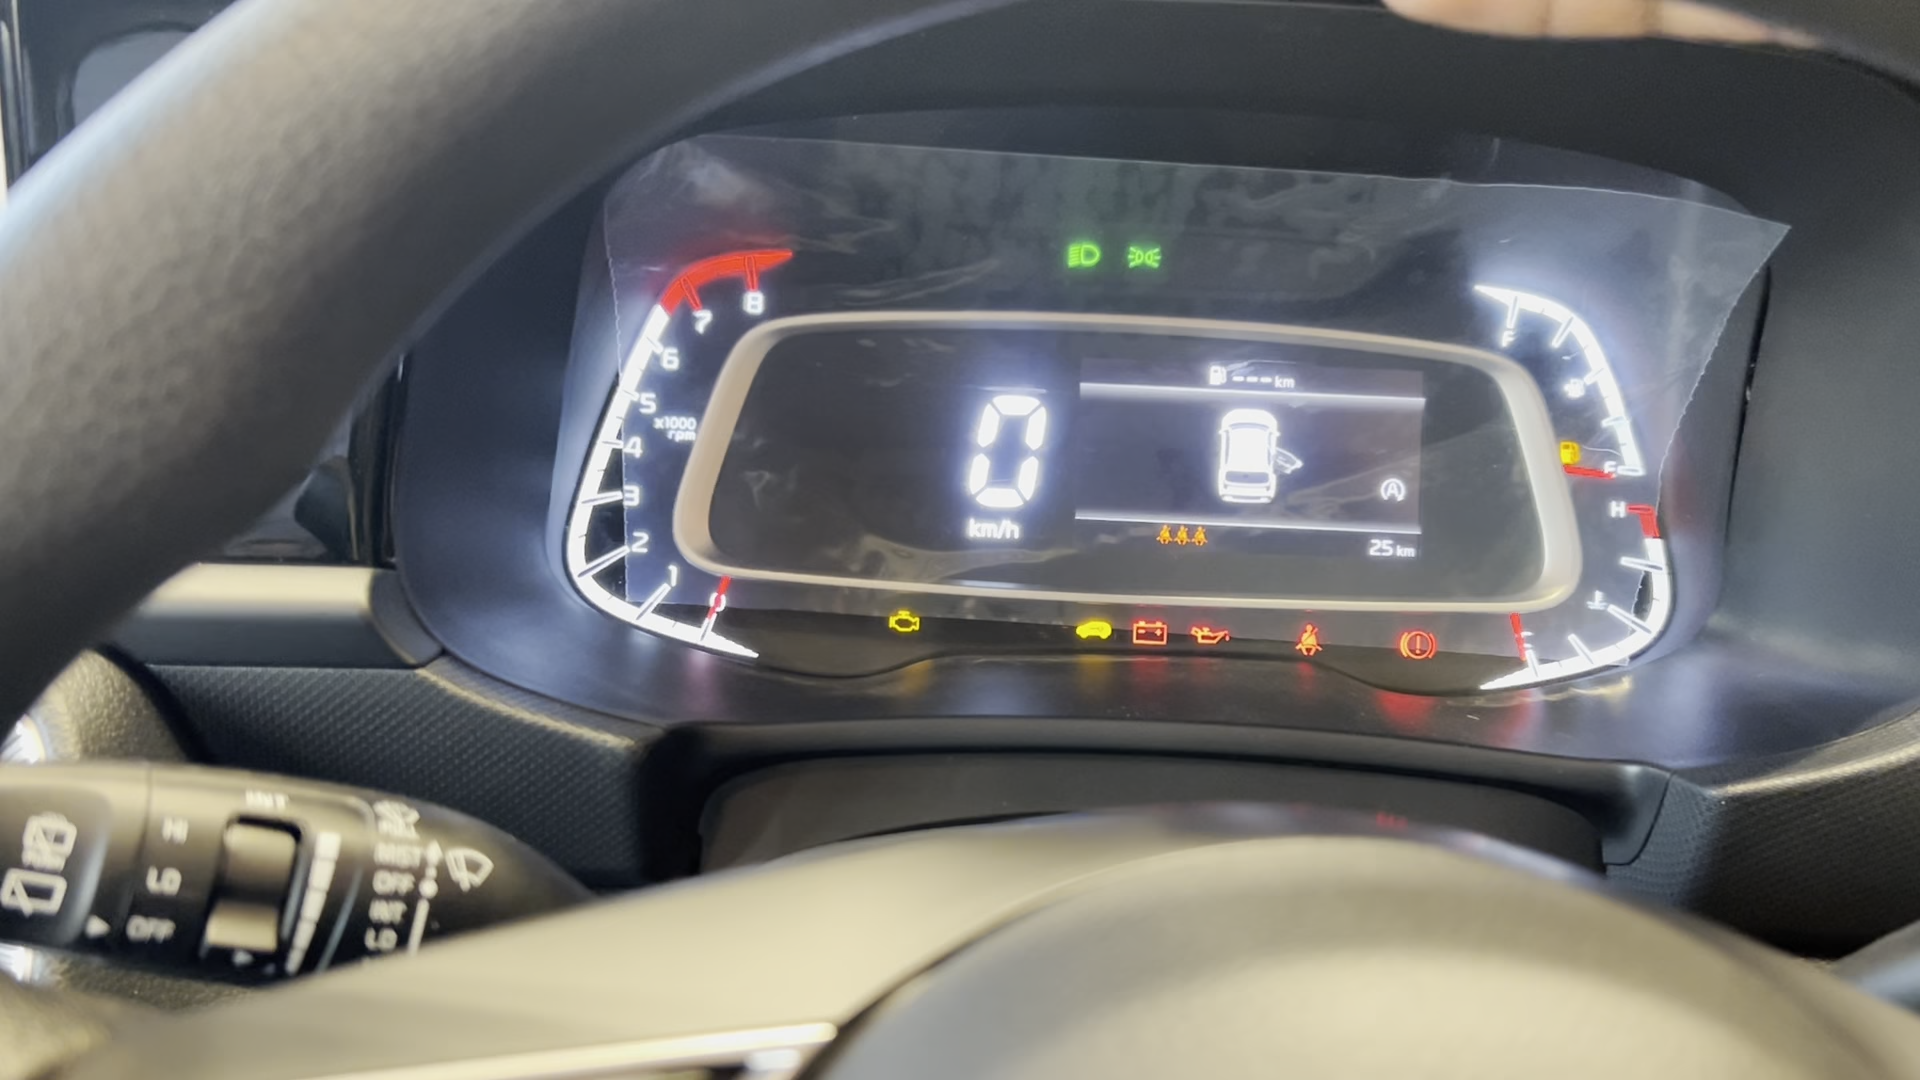 8
7
6
5
x1000
rpm
4
3
2
1
0
--- km
0
km/h
A
25 km
F
H
HI
LO
OFF
INT
MIST
OFF
INT
LO